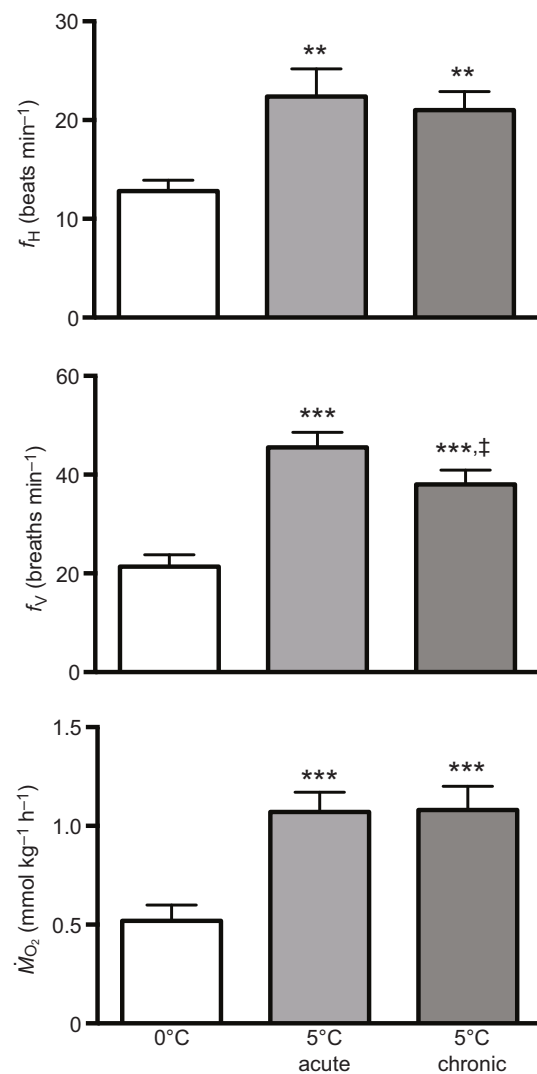 30
20
10
0
fH (beats min–1)
**
**
60
40
20
0
fV (breaths min–1)
***
***,‡
1.5
1.0
0.5
0
ṀO2 (mmol kg–1 h–1)
***
***
0°C
5°C
acute
5°C
chronic